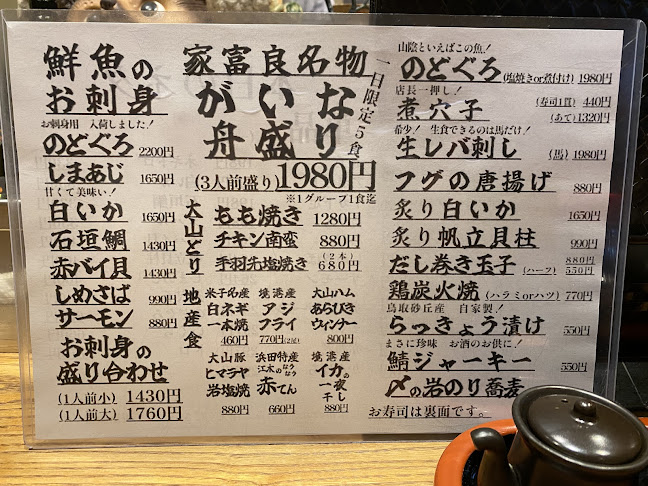 鮮魚の
お刺身
お刺身用 入荷しました!
のどぐろ 2200円
しまあじ 1650円
甘くて美味い!
白いか 1650円
石垣鯛 1430円
赤バイ貝 1430円
しめさば 990円
サーモン 880円
お刺身の
盛り合わせ
(1人前小) 1430円
(1人前大) 1760円
家富良名物
がいな
舟盛り
一日限定5食
(3人前盛り) 1980円
※1グループ1食迄
大山どり
もも焼き 1280円
チキン南蛮 880円
手羽先塩焼き (2本) 680円
地産食
米子名産
白ネギ
一本焼
460円
境港産
アジ
フライ
770円(2尾)
大山ハム
あらびき
ウィンナー
880円
大山豚
ヒマラヤ
岩塩焼
880円
浜田特産
江木のなうなう
赤てん
660円
境港産
イカの
一夜
干し
880円
山陰といえばこの魚!
のどぐろ (塩焼きor煮付け) 1980円
店長一押し!
煮穴子 (寿司1貫) 440円
(あて) 1320円
希少! 生食できるのは馬だけ!
生レバ刺し (馬) 1980円
フグの唐揚げ 880円
炙り白いか 1650円
炙り帆立貝柱 990円
だし巻き玉子 880円
(ハーフ) 550円
鶏炭火焼 (ハラミorハツ) 770円
鳥取砂丘産 自家製!
らっきょう漬け 550円
まさに珍味 お酒のお供に!
鯖ジャーキー 550円
〆の岩のり蕎麦
お寿司は裏面です。